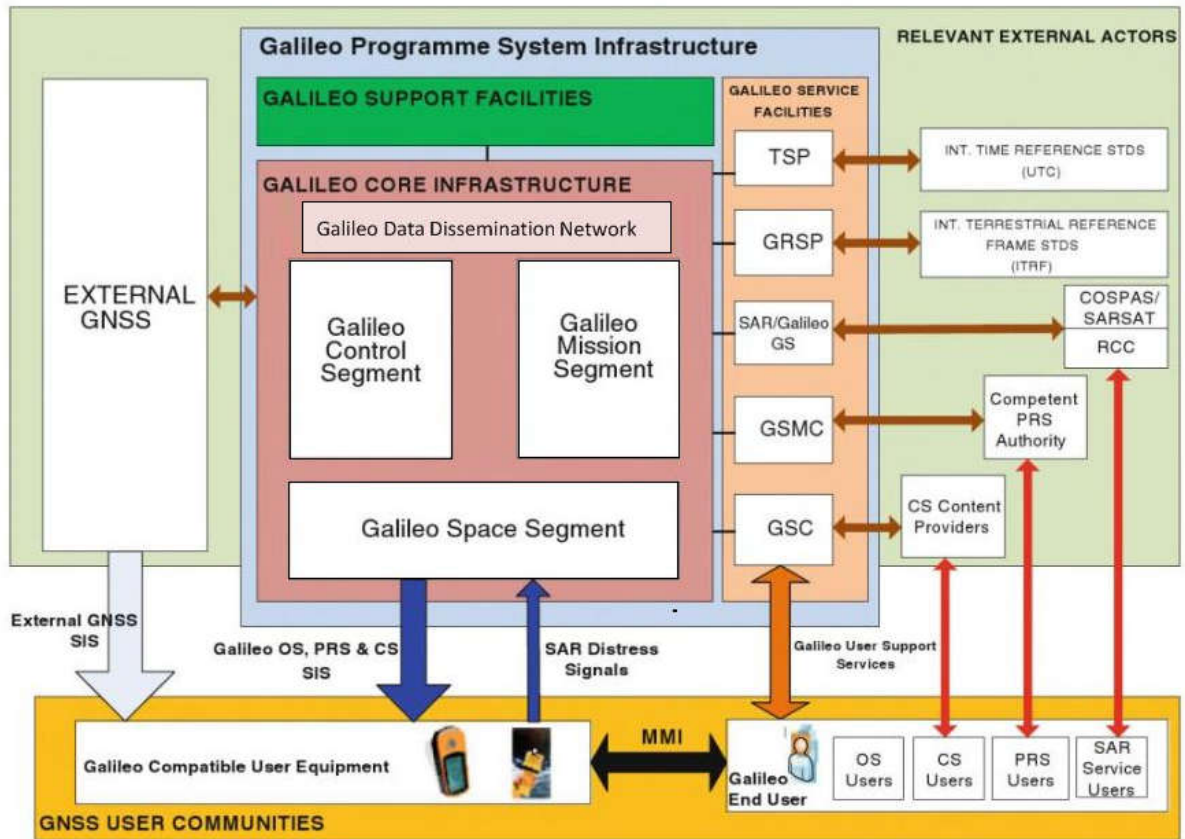 Galileo Programme System Infrastructure
RELEVANT EXTERNAL ACTORS
GALILEO SUPPORT FACILITIES
GALILEO SERVICE
FACILITIES
TSP
INT. TIME REFERENCE STDS
(UTC)
GALILEO CORE INFRASTRUCTURE
Galileo Data Dissemination Network
GRSP
INT. TERRESTRIAL REFERENCE
FRAME STDS
(ITRF)
EXTERNAL
GNSS
Galileo
Control
Segment
Galileo
Mission
Segment
SAR/Galileo
GS
COSPAS/
SARSAT
RCC
GSMC
Competent
PRS
Authority
Galileo Space Segment
GSC
CS Content
Providers
External GNSS
SIS
Galileo OS, PRS & CS
SIS
SAR Distress
Signals
Galileo User Support
Services
Galileo Compatible User Equipment
MMI
Galileo
End User
OS
Users
CS
Users
PRS
Users
SAR
Service
Users
GNSS USER COMMUNITIES